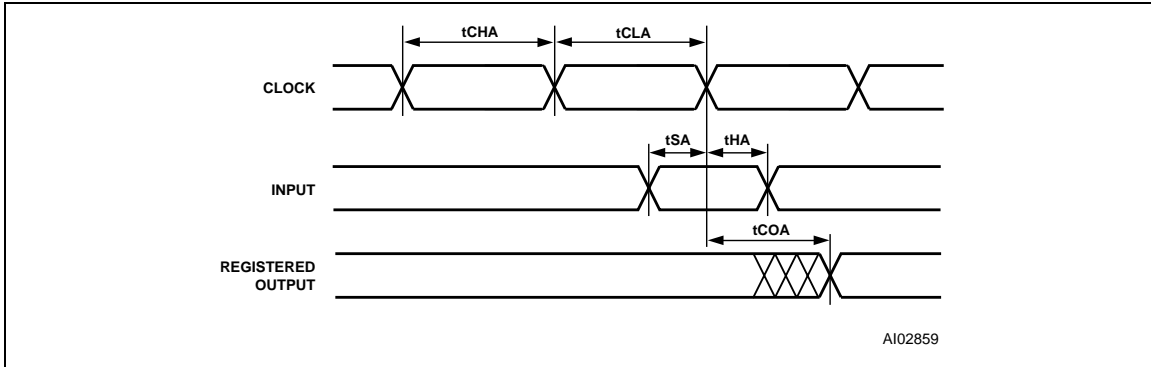 tCHA tCLA
CLOCK
tSA tHA
INPUT
tCOA
REGISTERED
OUTPUT
AI02859